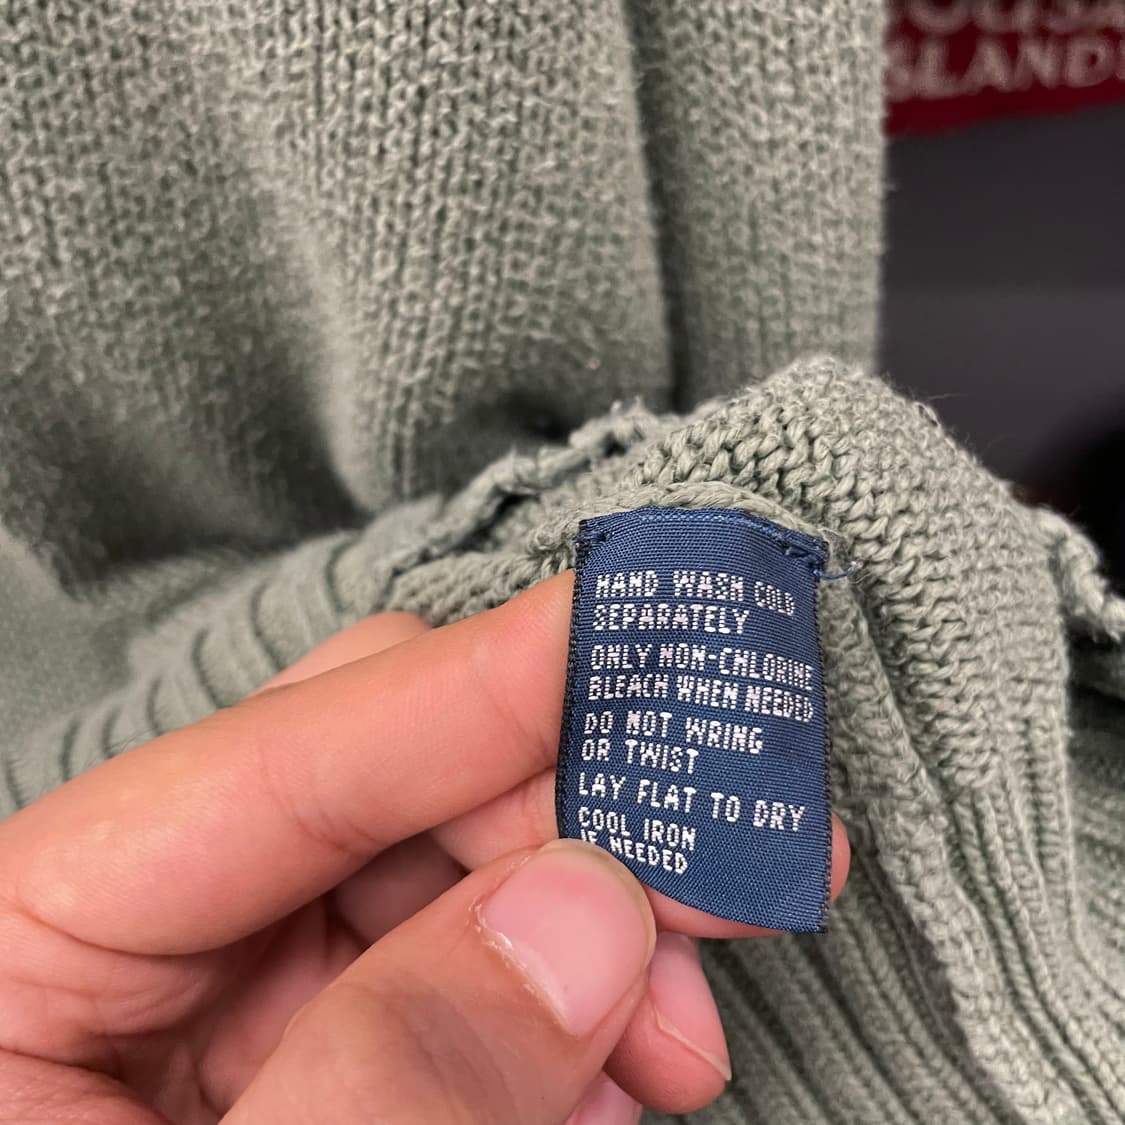 HAND WASH COLD
SEPARATELY
ONLY NON-CHLORINE
BLEACH WHEN NEEDED
DO NOT WRING
OR TWIST
LAY FLAT TO DRY
COOL IRON
IF NEEDED